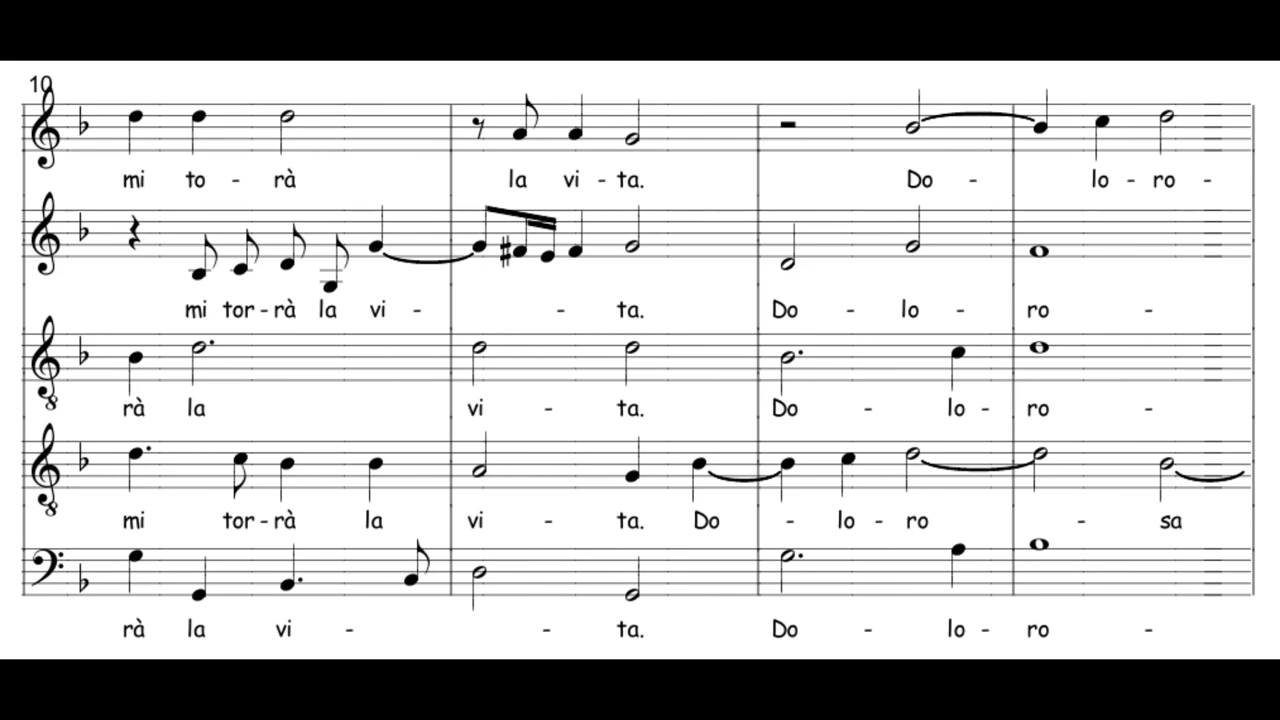 10
mi to - rà la vi - ta. Do - lo - ro -
mi tor - rà la vi - - ta. Do - lo - ro -
rà la vi - ta. Do - lo - ro -
mi tor - rà la vi - ta. Do - lo - ro - sa
rà la vi - - ta. Do - lo - ro -